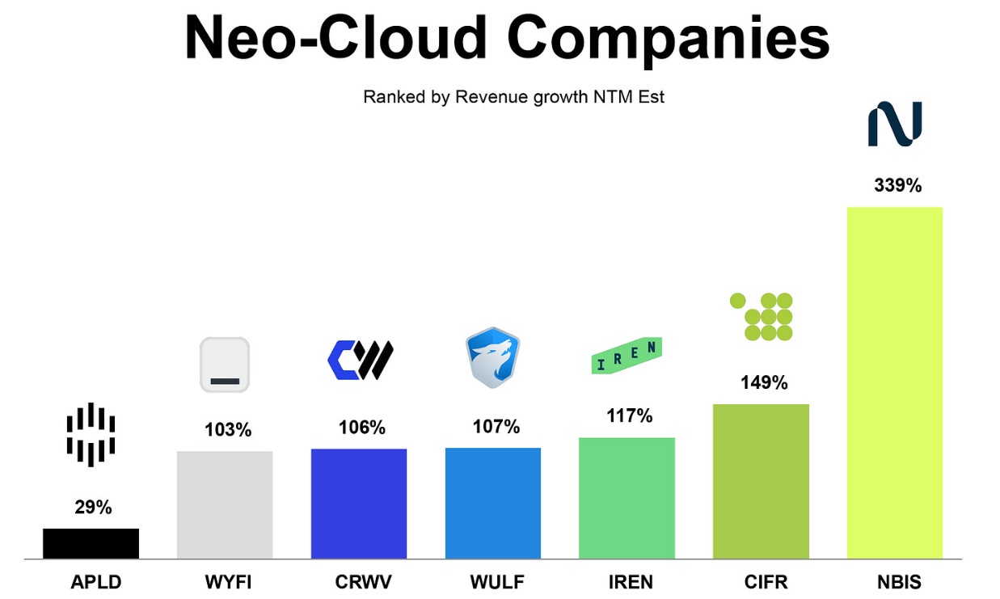 Neo-Cloud Companies
Ranked by Revenue growth NTM Est
339%
149%
IREN
117%
107%
106%
103%
29%
APLD WYFI CRWV WULF IREN CIFR NBIS